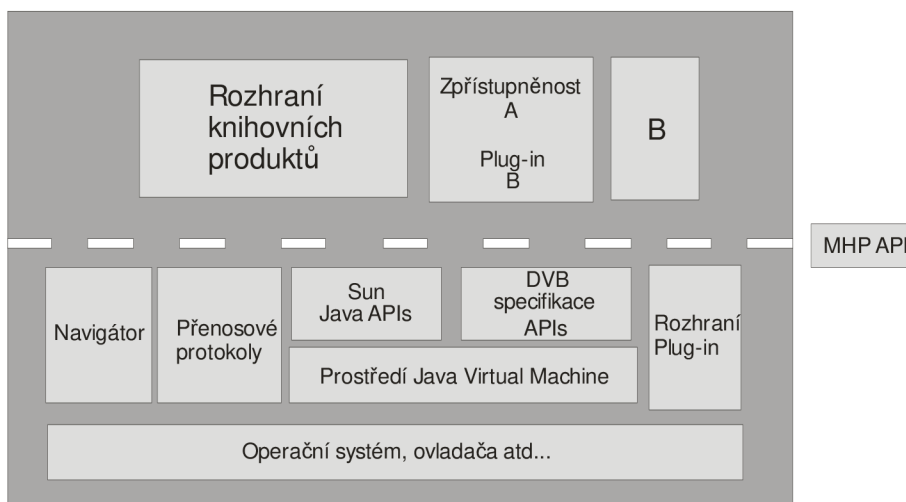 Rozhraní
knihovních
produktů
Zpřístupněnost
A
Plug-in
B
B
MHP API
Navigátor
Přenosové
protokoly
Sun
Java APIs
DVB
specifikace
APIs
Prostředí Java Virtual Machine
Rozhraní
Plug-in
Operační systém, ovladača atd...